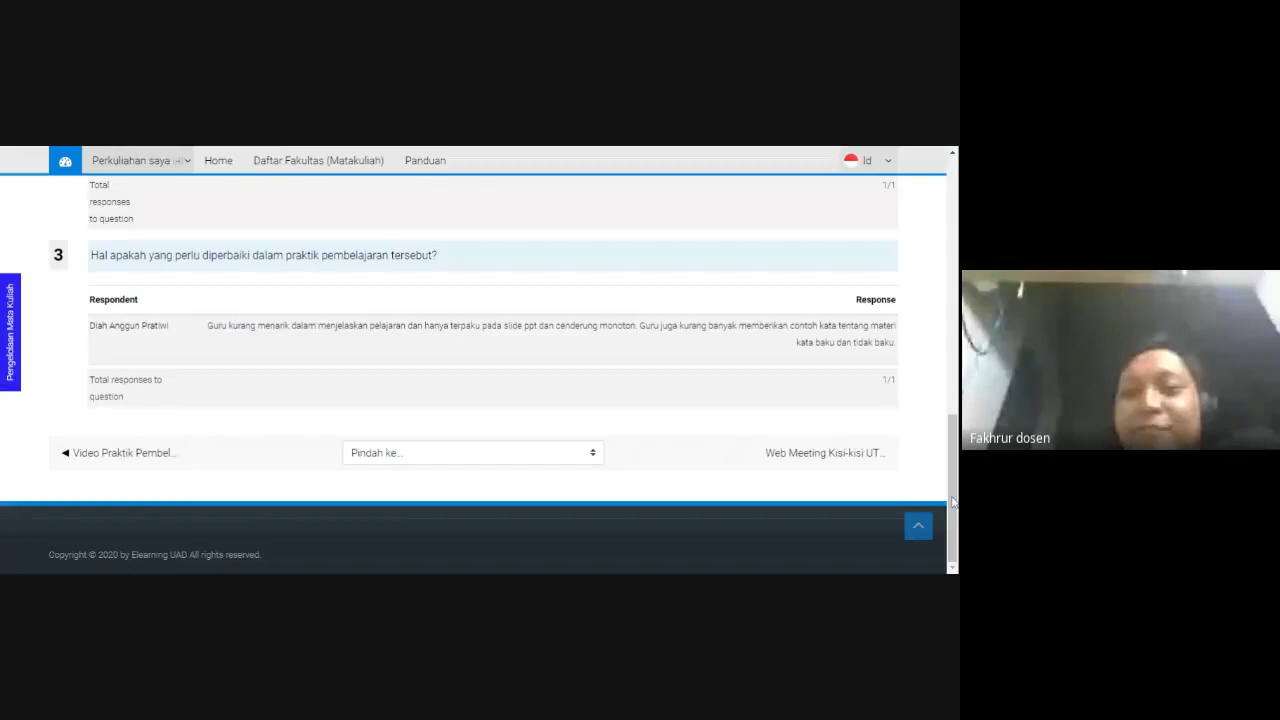 Perkuliahan saya (4) Home Daftar Fakultas (Matakuliah) Panduan Id
Total 1/1
responses
to question
3 Hal apakah yang perlu diperbaiki dalam praktik pembelajaran tersebut?
Respondent Response
Diah Anggun Pratiwi Guru kurang menarik dalam menjelaskan pelajaran dan hanya terpaku pada slide ppt dan cenderung monoton. Guru juga kurang banyak memberikan contoh kata tentang materi
kata baku dan tidak baku.
Total responses to 1/1
question
Pengelolaan Mata Kuliah
◀ Video Praktik Pembel... Pindah ke... Web Meeting Kisi-kisi UT...
Copyright © 2020 by Elearning UAD All rights reserved.
Fakhrur dosen